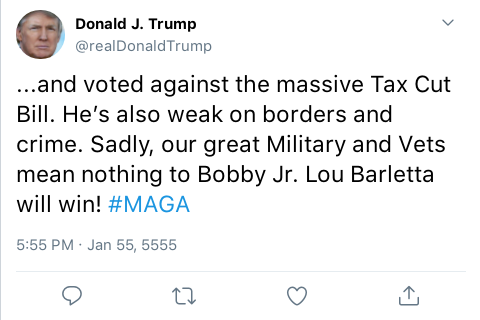 Donald J. Trump
@realDonaldTrump
...and voted against the massive Tax Cut
Bill. He's also weak on borders and
crime. Sadly, our great Military and Vets
mean nothing to Bobby Jr. Lou Barletta
will win! #MAGA
5:55 PM · Jan 55, 5555